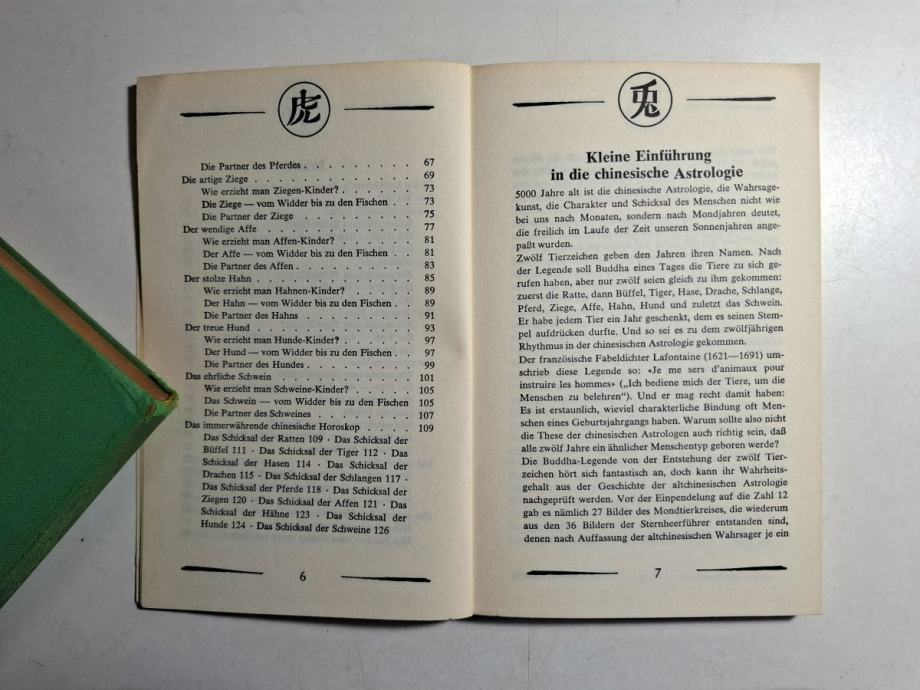 虎
Die Partner des Pferdes . . . . . . . . . . 67
Die artige Ziege . . . . . . . . . . . . . 69
Wie erzieht man Ziegen-Kinder? . . . . . . . 73
Die Ziege — vom Widder bis zu den Fischen . . 73
Die Partner der Ziege . . . . . . . . . . 75
Der wendige Affe . . . . . . . . . . . . 77
Wie erzieht man Affen-Kinder? . . . . . . . 81
Der Affe — vom Widder bis zu den Fischen . . . 81
Die Partner des Affen . . . . . . . . . . 83
Der stolze Hahn . . . . . . . . . . . . . 85
Wie erzieht man Hahnen-Kinder? . . . . . . 89
Der Hahn — vom Widder bis zu den Fischen . . . 89
Die Partner des Hahns . . . . . . . . . . 91
Der treue Hund . . . . . . . . . . . . . 93
Wie erzieht man Hunde-Kinder? . . . . . . . 97
Der Hund — vom Widder bis zu den Fischen . . . 97
Die Partner des Hundes . . . . . . . . . . 99
Das ehrliche Schwein . . . . . . . . . . . 101
Wie erzieht man Schweine-Kinder? . . . . . . 105
Das Schwein — vom Widder bis zu den Fischen 105
Die Partner des Schweines . . . . . . . . 107
Das immerwährende chinesische Horoskop . . . . 109
Das Schicksal der Ratten 109 · Das Schicksal der
Büffel 111 · Das Schicksal der Tiger 112 · Das
Schicksal der Hasen 114 · Das Schicksal der
Drachen 115 · Das Schicksal der Schlangen 117 ·
Das Schicksal der Pferde 118 · Das Schicksal der
Ziegen 120 · Das Schicksal der Affen 121 · Das
Schicksal der Hähne 123 · Das Schicksal der
Hunde 124 · Das Schicksal der Schweine 126
6
兎
Kleine Einführung
in die chinesische Astrologie
5000 Jahre alt ist die chinesische Astrologie, die Wahrsage-
kunst, die Charakter und Schicksal des Menschen nicht wie
bei uns nach Monaten, sondern nach Mondjahren deutet,
die freilich im Laufe der Zeit unseren Sonnenjahren ange-
paßt wurden.
Zwölf Tierzeichen geben den Jahren ihren Namen. Nach
der Legende soll Buddha eines Tages die Tiere zu sich ge-
rufen haben, aber nur zwölf seien gleich zu ihm gekommen:
zuerst die Ratte, dann Büffel, Tiger, Hase, Drache, Schlange,
Pferd, Ziege, Affe, Hahn, Hund und zuletzt das Schwein.
Er habe jedem Tier ein Jahr geschenkt, dem es seinen Stem-
pel aufdrücken durfte. Und so sei es zu dem zwölfjährigen
Rhythmus in der chinesischen Astrologie gekommen.
Der französische Fabeldichter Lafontaine (1621—1691) um-
schrieb diese Legende so: «Je me sers d'animaux pour
instruire les hommes» („Ich bediene mich der Tiere, um die
Menschen zu belehren"). Und er mag recht damit haben:
Es ist erstaunlich, wieviel charakterliche Bindung oft Men-
schen eines Geburtsjahrgangs haben. Warum sollte also nicht
die These der chinesischen Astrologen auch richtig sein, daß
alle zwölf Jahre ein ähnlicher Menschentyp geboren werde?
Die Buddha-Legende von der Entstehung der zwölf Tier-
zeichen hört sich fantastisch an, doch kann ihr Wahrheits-
gehalt aus der Geschichte der altchinesischen Astrologie
nachgeprüft werden. Vor der Einpendelung auf die Zahl 12
gab es nämlich 27 Bilder des Mondtierkreises, die wiederum
aus den 36 Bildern der Sternheerführer entstanden sind,
denen nach Auffassung der altchinesischen Wahrsager je ein
7